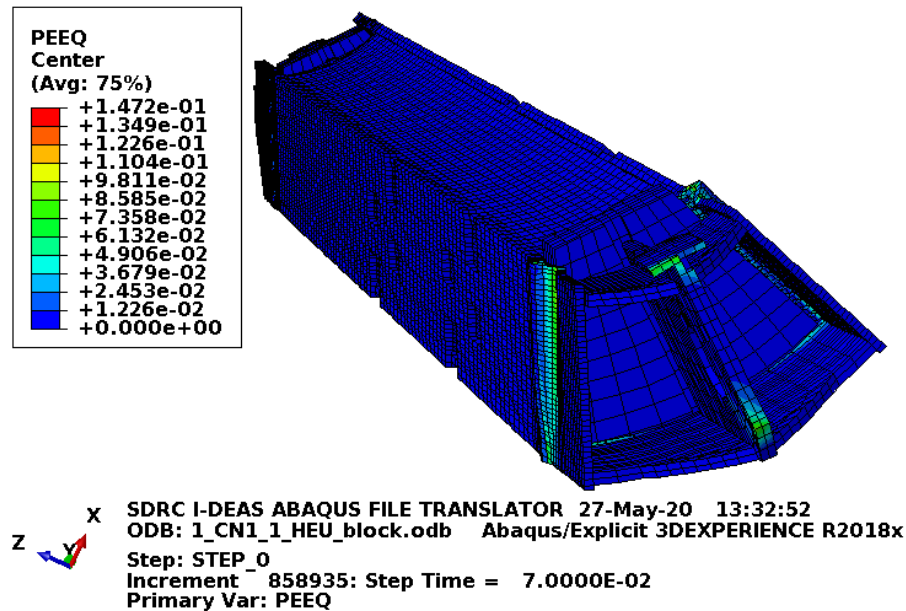 PEEQ
Center
(Avg: 75%)
+1.472e-01
+1.349e-01
+1.226e-01
+1.104e-01
+9.811e-02
+8.585e-02
+7.358e-02
+6.132e-02
+4.906e-02
+3.679e-02
+2.453e-02
+1.226e-02
+0.000e+00
X
Z
Y
SDRC I-DEAS ABAQUS FILE TRANSLATOR 27-May-20 13:32:52
ODB: 1_CN1_1_HEU_block.odb Abaqus/Explicit 3DEXPERIENCE R2018x
Step: STEP_0
Increment 858935: Step Time = 7.0000E-02
Primary Var: PEEQ